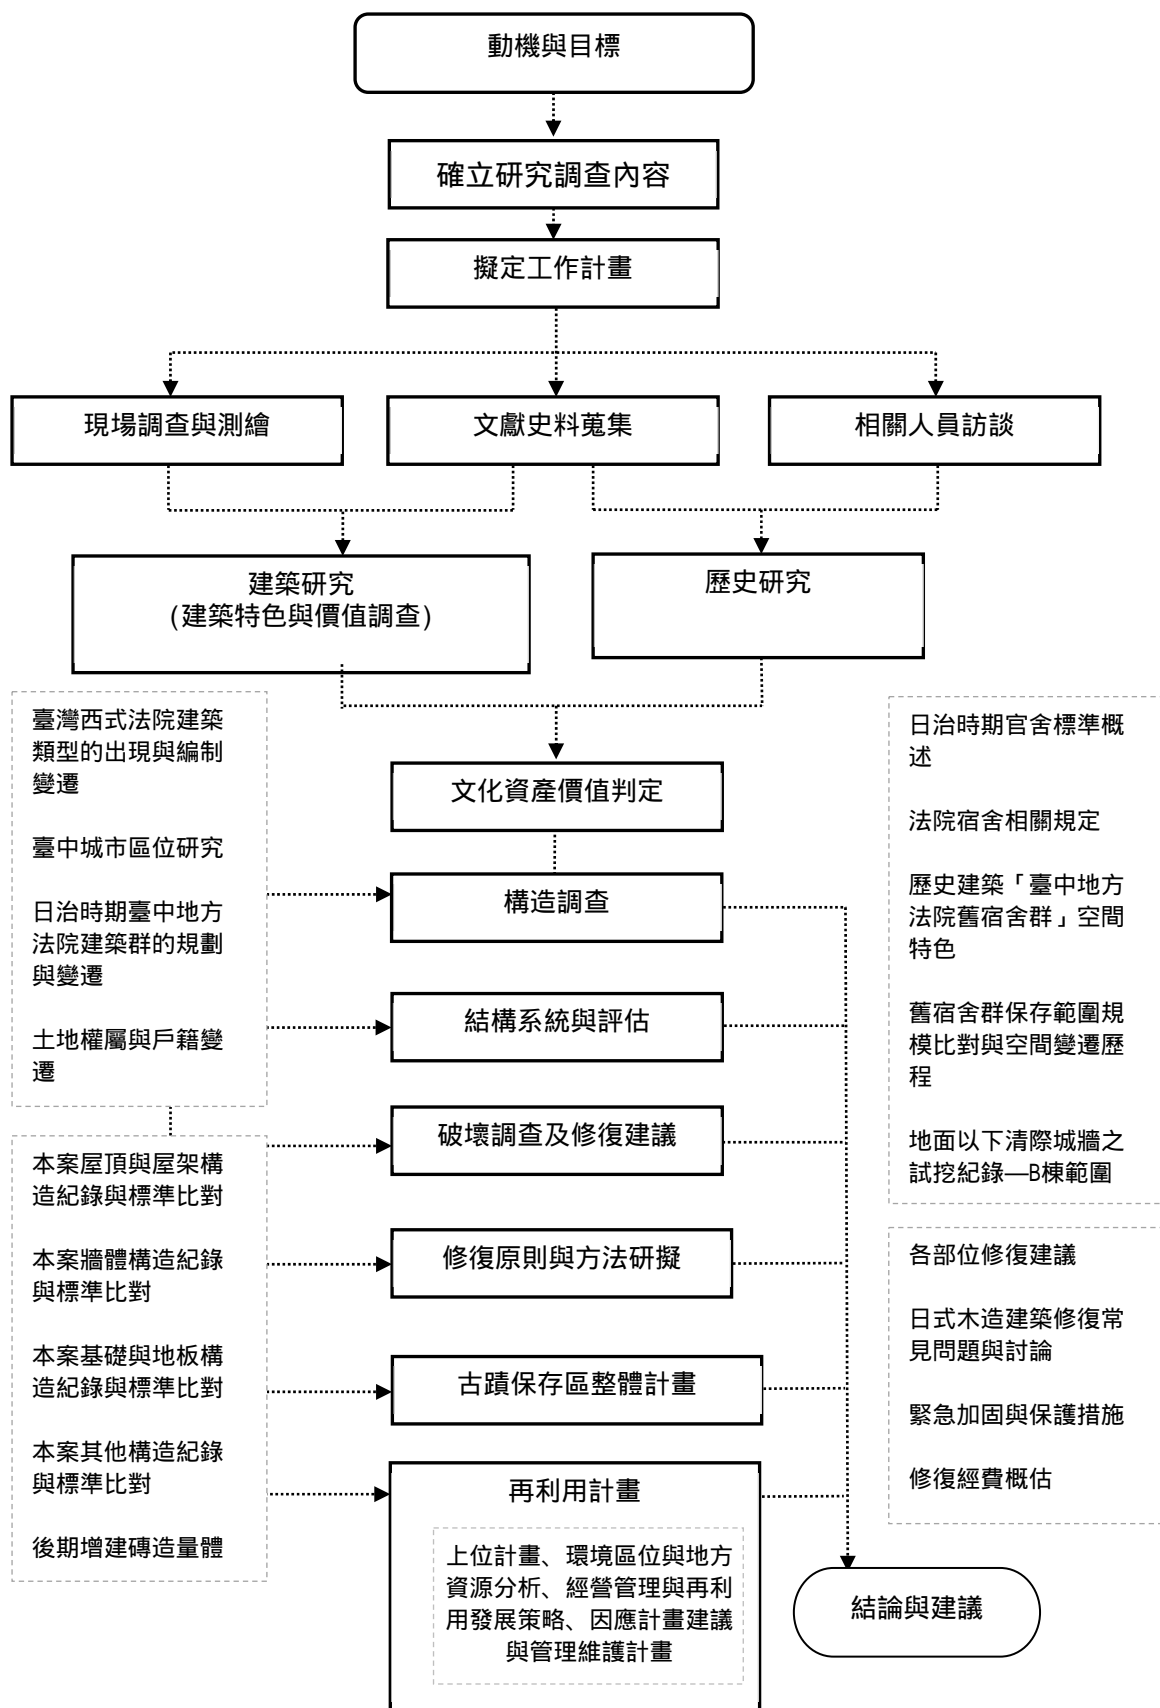 動機與目標
確立研究調查內容
擬定工作計畫
現場調查與測繪
文獻史料蒐集
相關人員訪談
建築研究
(建築特色與價值調查)
歷史研究
臺灣西式法院建築
類型的出現與編制
變遷
臺中城市區位研究
日治時期臺中地方
法院建築群的規劃
與變遷
土地權屬與戶籍變
遷
本案屋頂與屋架構
造紀錄與標準比對
本案牆體構造紀錄
與標準比對
本案基礎與地板構
造紀錄與標準比對
本案其他構造紀錄
與標準比對
後期增建磚造量體
文化資產價值判定
構造調查
結構系統與評估
破壞調查及修復建議
修復原則與方法研擬
古蹟保存區整體計畫
再利用計畫
上位計畫、環境區位與地方
資源分析、經營管理與再利
用發展策略、因應計畫建議
與管理維護計畫
日治時期官舍標準概
述
法院宿舍相關規定
歷史建築「臺中地方
法院舊宿舍群」空間
特色
舊宿舍群保存範圍規
模比對與空間變遷歷
程
地面以下清際城牆之
試挖紀錄—B棟範圍
各部位修復建議
日式木造建築修復常
見問題與討論
緊急加固與保護措施
修復經費概估
結論與建議